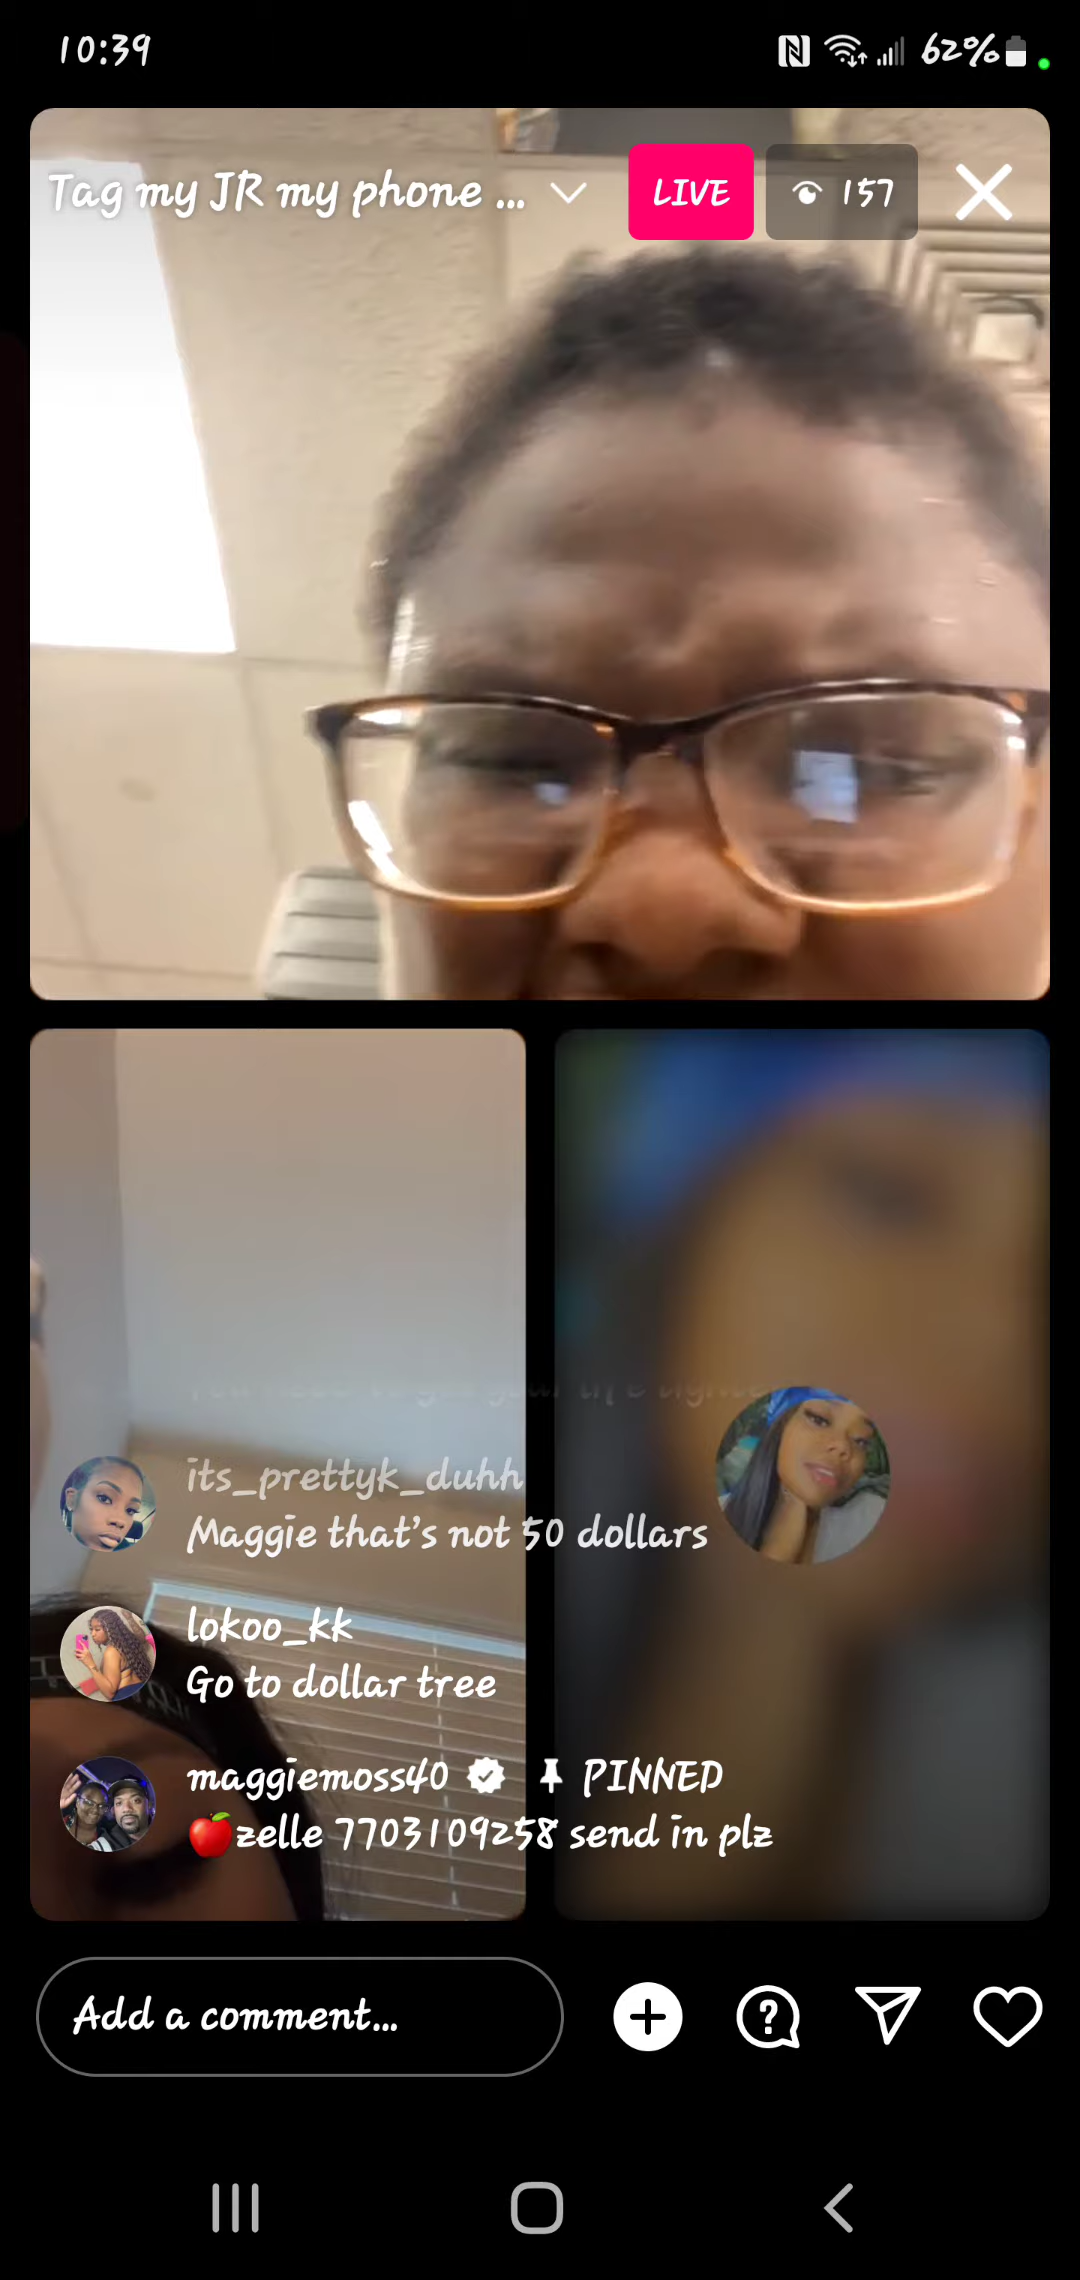 10:39
62%
Tag my JR my phone ...
LIVE
157
its_prettyk_duhh
Maggie that's not 50 dollars
lokoo_kk
Go to dollar tree
maggiemoss40 PINNED
🍎zelle 7703109258 send in plz
Add a comment...